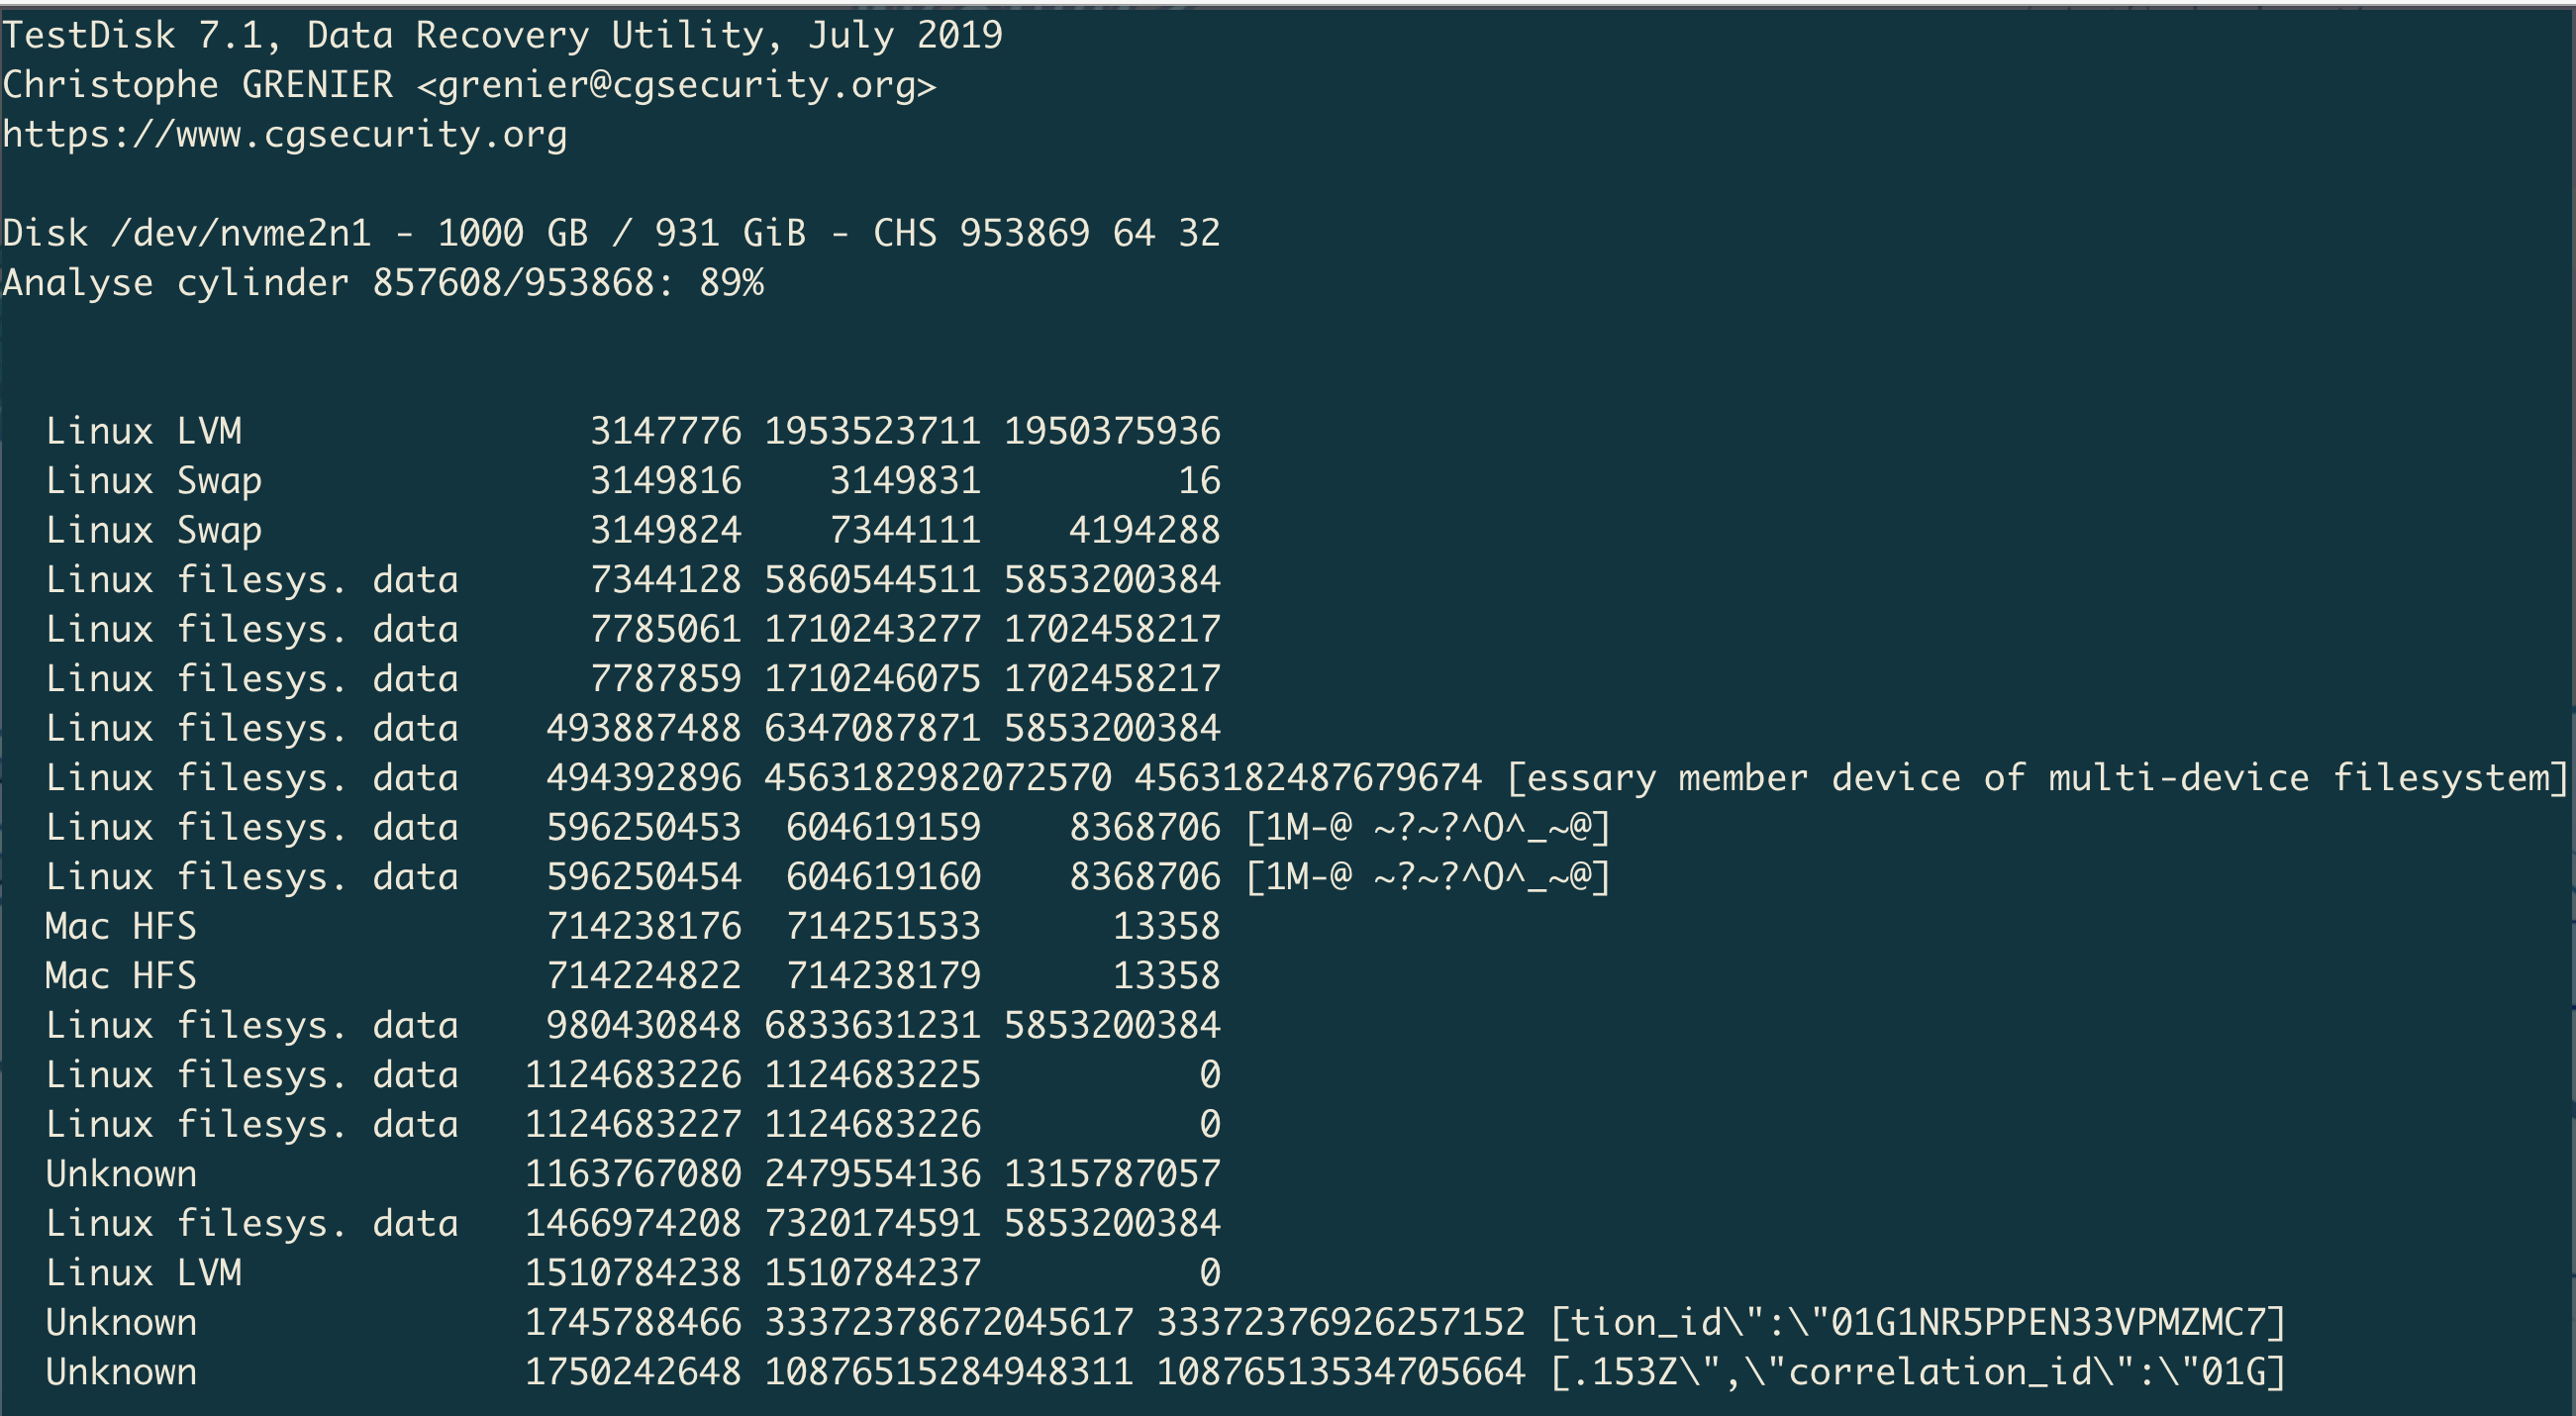 TestDisk 7.1, Data Recovery Utility, July 2019
Christophe GRENIER <grenier@cgsecurity.org>
https://www.cgsecurity.org
Disk /dev/nvme2n1 - 1000 GB / 931 GiB - CHS 953869 64 32
Analyse cylinder 857608/953868: 89%
Linux LVM 3147776 1953523711 1950375936
Linux Swap 3149816 3149831 16
Linux Swap 3149824 7344111 4194288
Linux filesys. data 7344128 5860544511 5853200384
Linux filesys. data 7785061 1710243277 1702458217
Linux filesys. data 7787859 1710246075 1702458217
Linux filesys. data 493887488 6347087871 5853200384
Linux filesys. data 494392896 4563182982072570 4563182487679674 [essary member device of multi-device filesystem]
Linux filesys. data 596250453 604619159 8368706 [1M-@ ~?~?^O^_~@]
Linux filesys. data 596250454 604619160 8368706 [1M-@ ~?~?^O^_~@]
Mac HFS 714238176 714251533 13358
Mac HFS 714224822 714238179 13358
Linux filesys. data 980430848 6833631231 5853200384
Linux filesys. data 1124683226 1124683225 0
Linux filesys. data 1124683227 1124683226 0
Unknown 1163767080 2479554136 1315787057
Linux filesys. data 1466974208 7320174591 5853200384
Linux LVM 1510784238 1510784237 0
Unknown 1745788466 33372378672045617 33372376926257152 [tion_id\":\"01G1NR5PPEN33VPMZMC7]
Unknown 1750242648 10876515284948311 10876513534705664 [.153Z\",\"correlation_id\":\"01G]